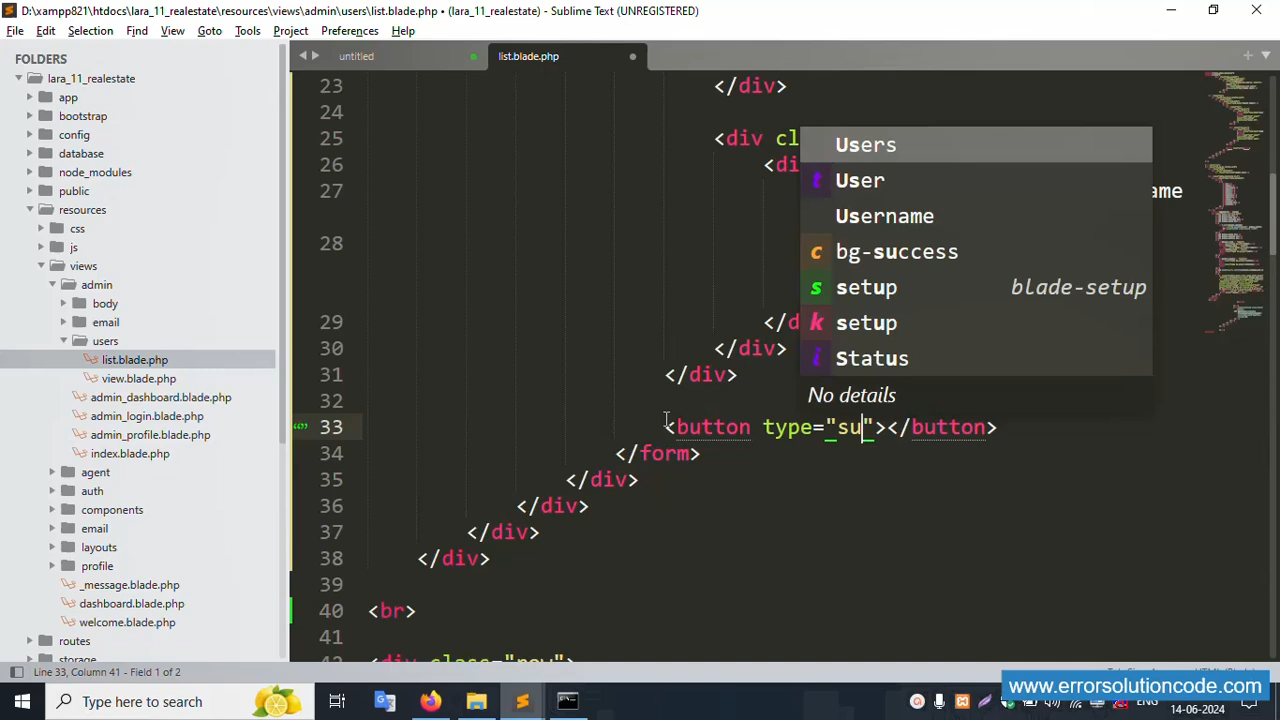 D:\xampp821\htdocs\lara_11_realestate\resources\views\admin\users\list.blade.php • (lara_11_realestate) - Sublime Text (UNREGISTERED)
File Edit Selection Find View Goto Tools Project Preferences Help
FOLDERS
lara_11_realestate
app
bootstrap
config
database
node_modules
public
resources
css
js
views
admin
body
email
users
list.blade.php
view.blade.php
admin_dashboard.blade.php
admin_login.blade.php
admin_profile.blade.php
index.blade.php
agent
auth
components
email
layouts
profile
_message.blade.php
dashboard.blade.php
welcome.blade.php
routes
storage
untitled
list.blade.php
23 </div>
24
25 <div cl
26 <di
27 ame
28
29 </d
30 </div>
31 </div>
32
33 <button type="su"></button>
34 </form>
35 </div>
36 </div>
37 </div>
38 </div>
39
40 <br>
41
42 <div class="row">
Users
t User
Username
c bg-success
s setup blade-setup
k setup
i Status
No details
Line 33, Column 41 - Field 1 of 2
www.errorsolutioncode.com
Type here to search
14-06-2024